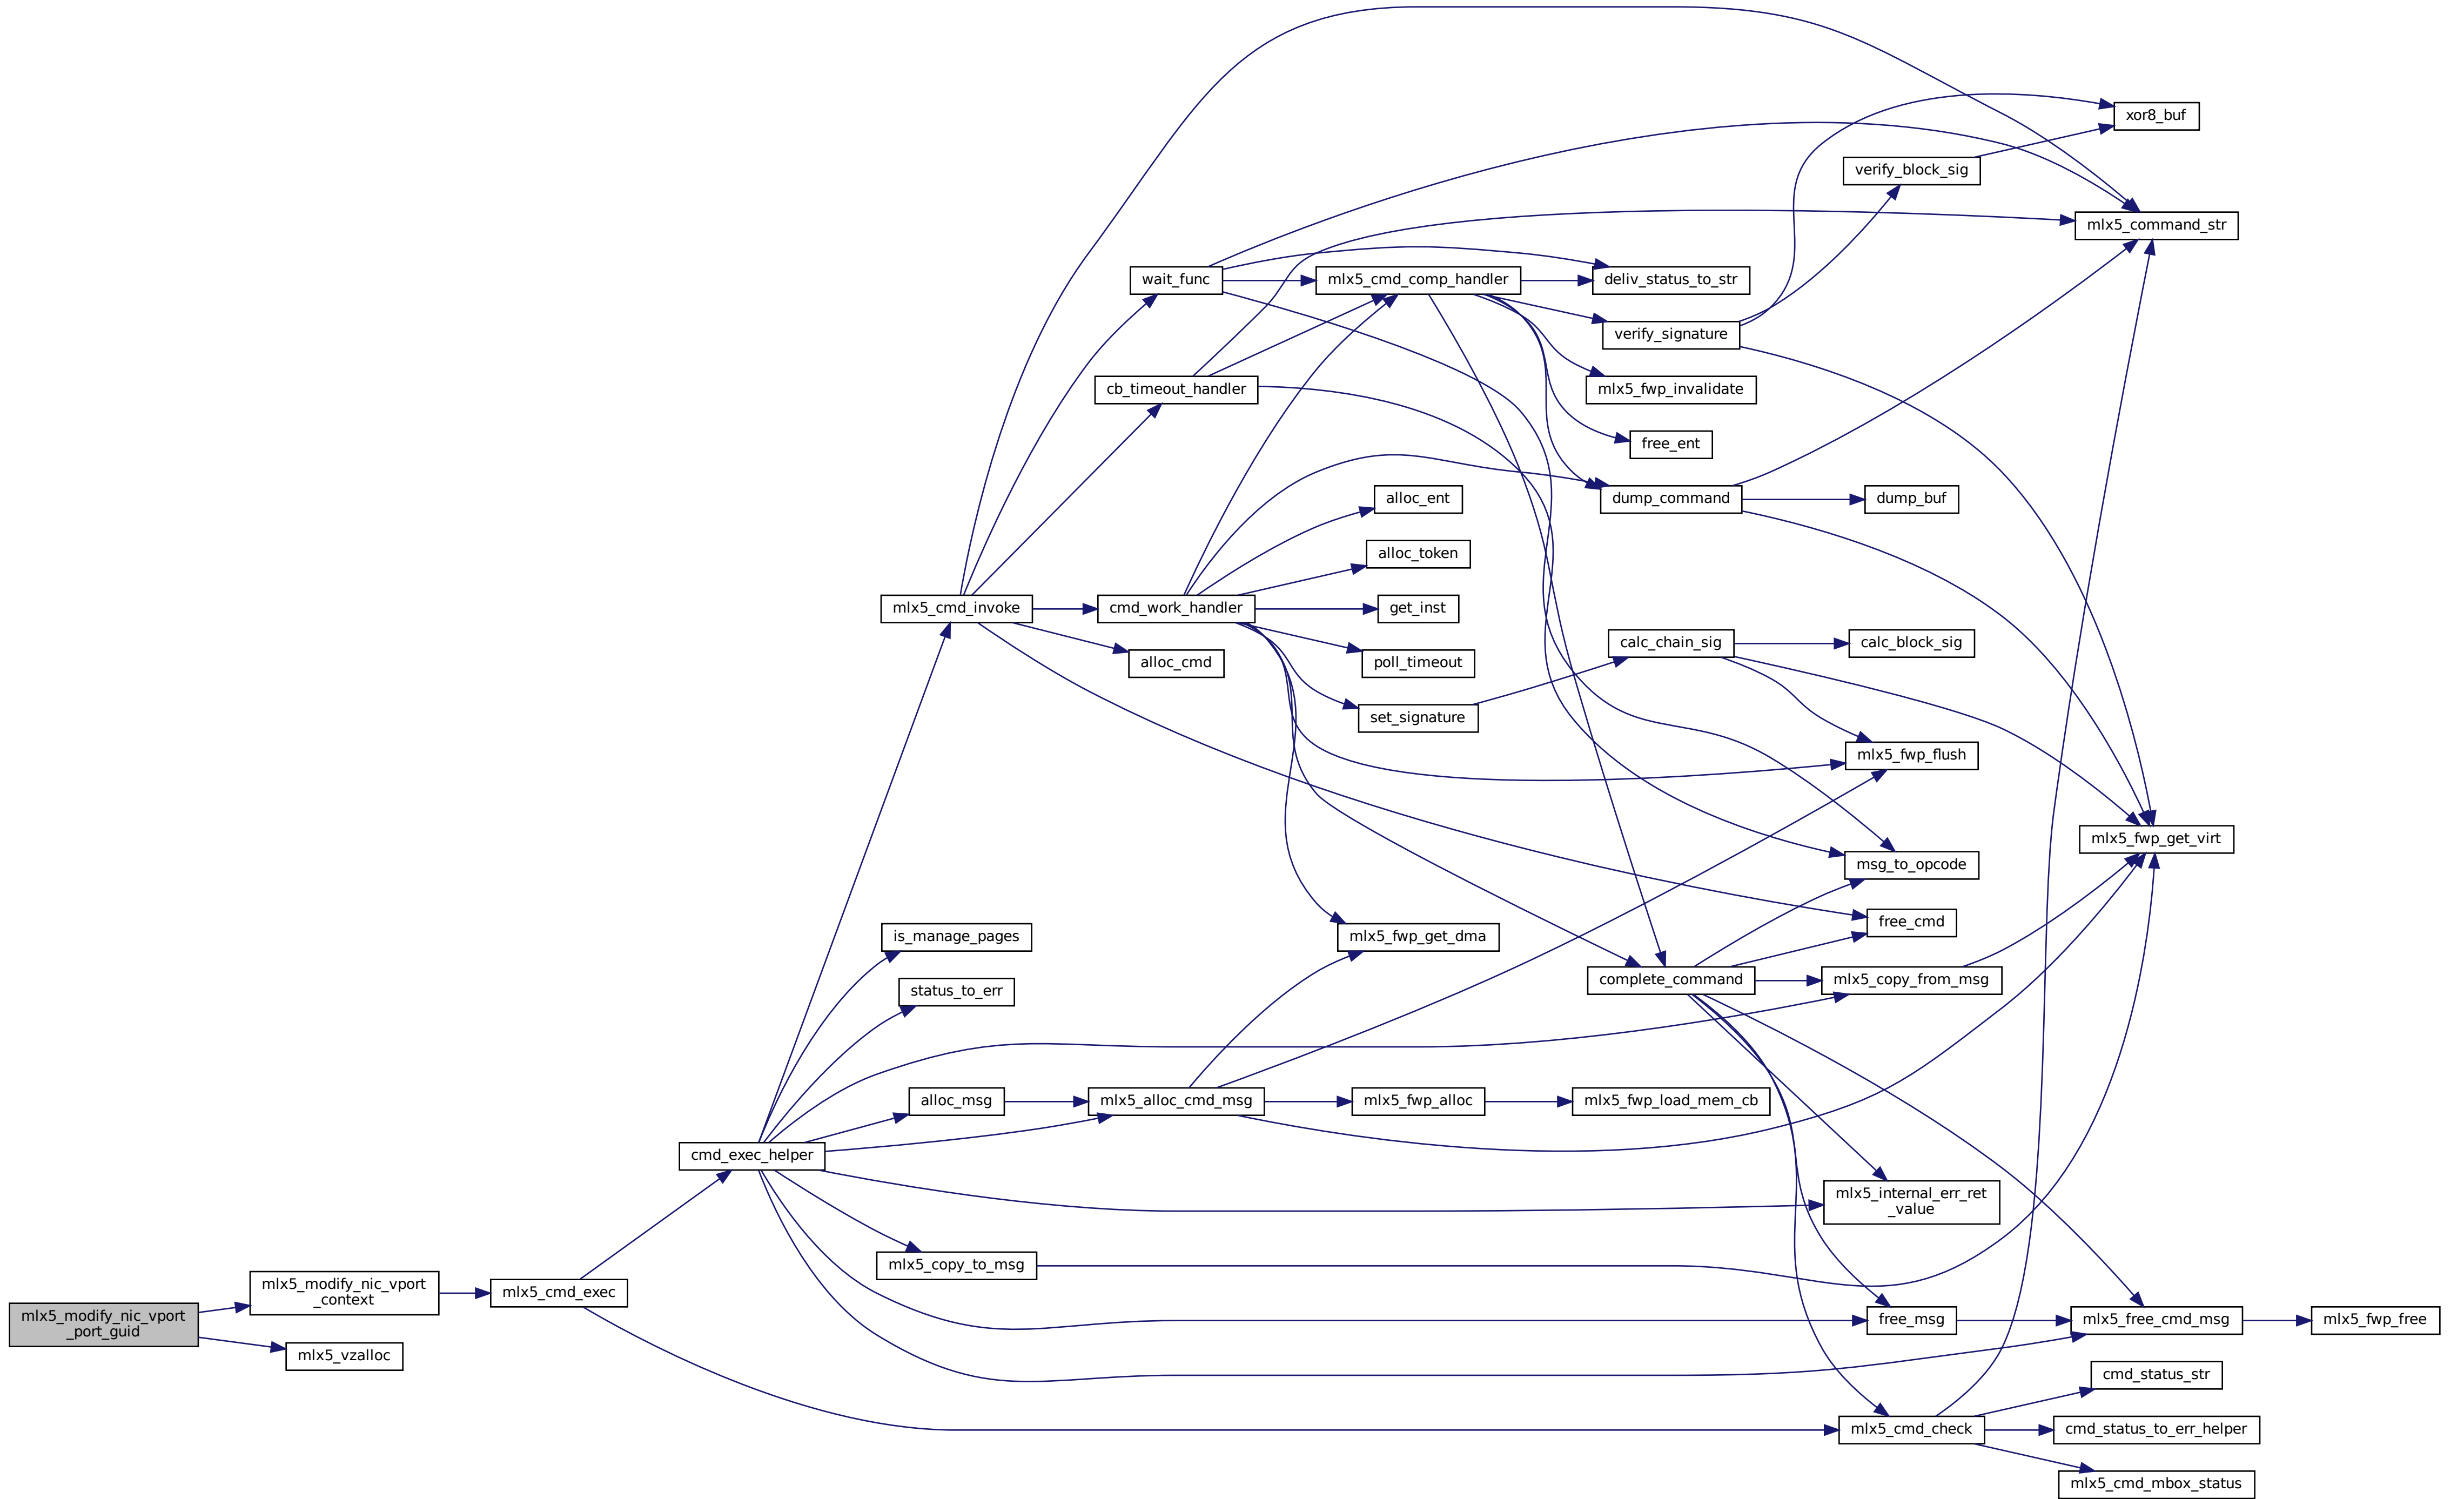 xor8_buf
verify_block_sig
mlx5_command_str
wait_func
mlx5_cmd_comp_handler
deliv_status_to_str
verify_signature
cb_timeout_handler
mlx5_fwp_invalidate
free_ent
alloc_ent
dump_command
dump_buf
alloc_token
mlx5_cmd_invoke
cmd_work_handler
get_inst
alloc_cmd
poll_timeout
calc_chain_sig
calc_block_sig
set_signature
mlx5_fwp_flush
mlx5_fwp_get_virt
msg_to_opcode
is_manage_pages
mlx5_fwp_get_dma
free_cmd
status_to_err
complete_command
mlx5_copy_from_msg
alloc_msg
mlx5_alloc_cmd_msg
mlx5_fwp_alloc
mlx5_fwp_load_mem_cb
cmd_exec_helper
mlx5_internal_err_ret
_value
mlx5_copy_to_msg
mlx5_modify_nic_vport
_context
mlx5_cmd_exec
mlx5_modify_nic_vport
_port_guid
free_msg
mlx5_free_cmd_msg
mlx5_fwp_free
mlx5_vzalloc
cmd_status_str
mlx5_cmd_check
cmd_status_to_err_helper
mlx5_cmd_mbox_status